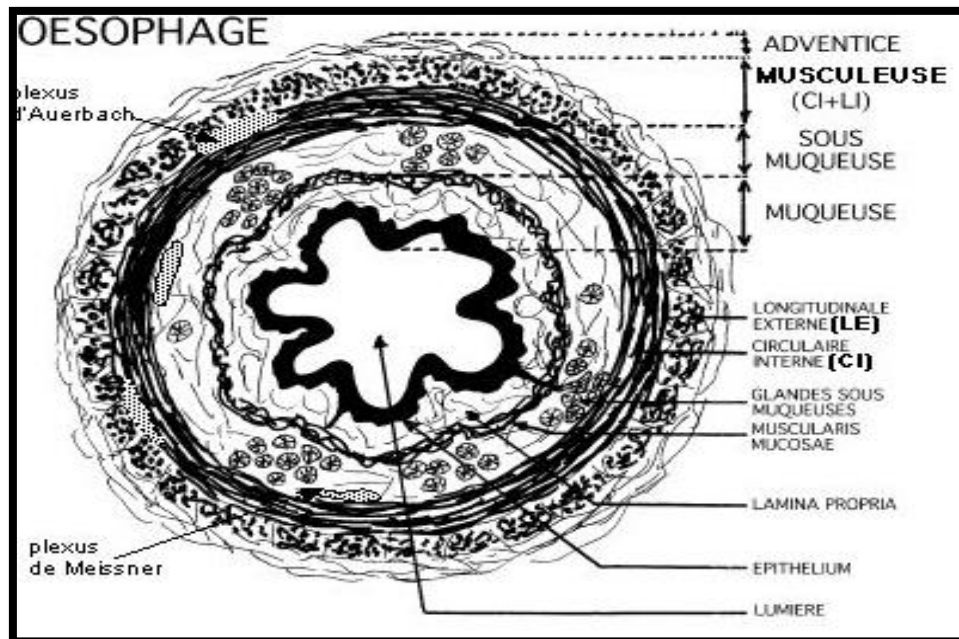 OESOPHAGE
plexus
d'Auerbach
ADVENTICE
MUSCULEUSE
(CI+LI)
SOUS
MUQUEUSE
MUQUEUSE
LONGITUDINALE
EXTERNE (LE)
CIRCULAIRE
INTERNE (CI)
GLANDES SOUS
MUQUEUSES
MUSCULARIS
MUCOSAE
LAMINA PROPRIA
plexus
de Meissner
EPITHELIUM
LUMIERE